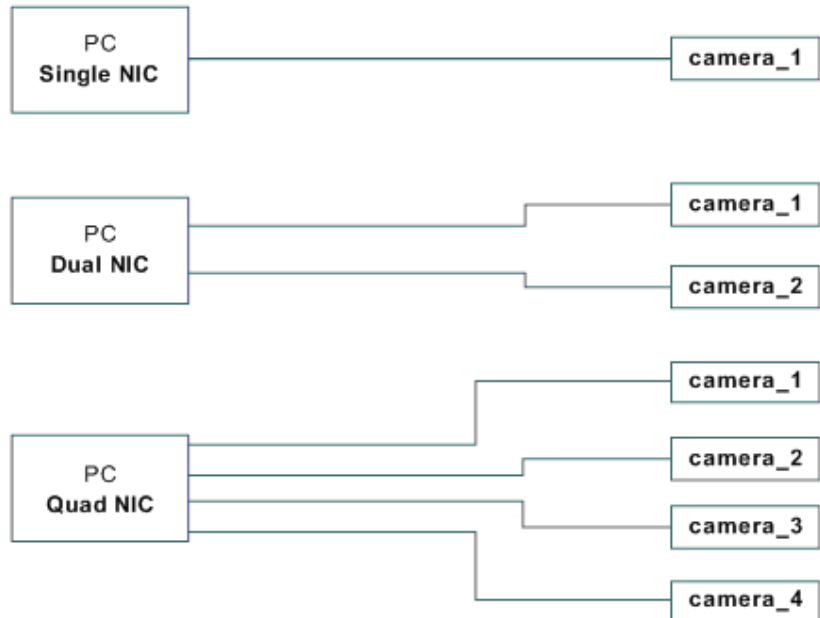 PC
Single NIC
camera_1
PC
Dual NIC
camera_1
camera_2
PC
Quad NIC
camera_1
camera_2
camera_3
camera_4